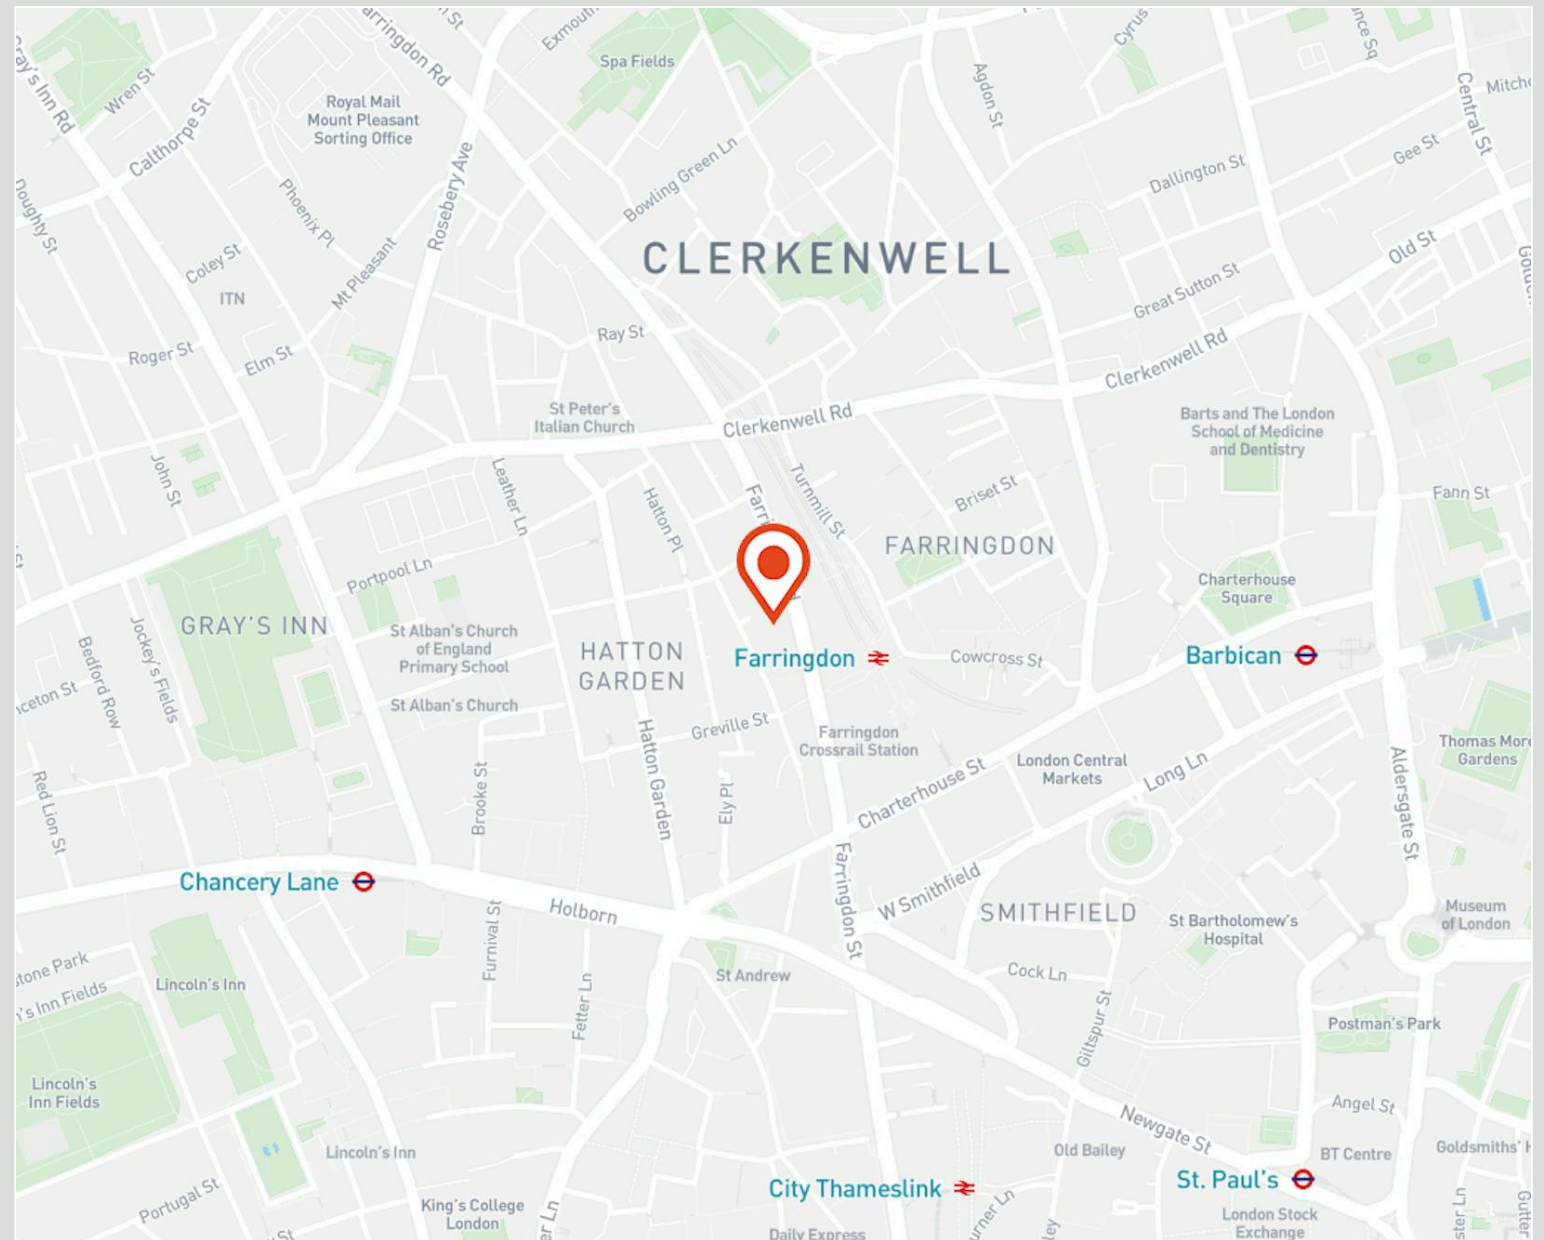 Gray's Inn Rd
Wren St
Calthorpe St
Royal Mail
Mount Pleasant
Sorting Office
Exmouth
Spa Fields
Agdon St
Cyrus
Central St
Gee St
Dallington St
Doughty St
Phoenix Pl
Rosebery Ave
Bowling Green Ln
Coley St
Mt Pleasant
ITN
CLERKENWELL
Great Sutton St
Old St
Ray St
Roger St
Elm St
Clerkenwell Rd
St Peter's
Italian Church
Clerkenwell Rd
Barts and The London
School of Medicine
and Dentistry
John St
Leather Ln
Hatton Pl
Turnmill St
Briset St
Fann St
FARRINGDON
Portpool Ln
Charterhouse
Square
GRAY'S INN
Jockey's Fields
Bedford Row
St Alban's Church
of England
Primary School
HATTON
GARDEN
Farringdon
Cowcross St
Barbican
St Alban's Church
Greville St
Farringdon
Crossrail Station
London Central
Markets
Thomas More
Gardens
Red Lion St
Brooke St
Hatton Garden
Ely Pl
Charterhouse St
Long Ln
Aldersgate St
Chancery Lane
Holborn
Farringdon St
W Smithfield
SMITHFIELD
St Bartholomew's
Hospital
Museum
of London
Furnival St
Lincoln's Inn
St Andrew
Cock Ln
Fetter Ln
Giltspur St
Postman's Park
Lincoln's
Inn Fields
Newgate St
Angel St
Lincoln's Inn
Old Bailey
BT Centre
Goldsmiths'
Portugal St
King's College
London
City Thameslink
St. Paul's
London Stock
Exchange
Daily Express